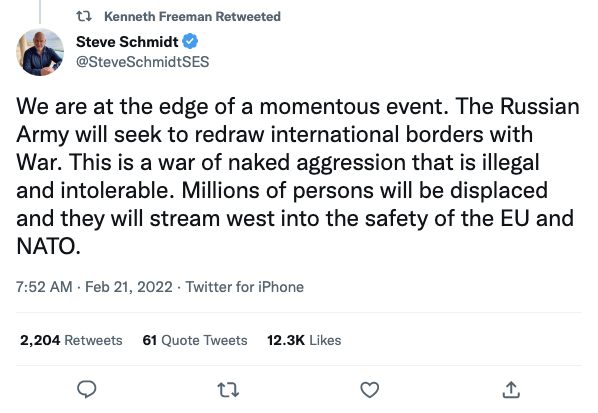 Kenneth Freeman Retweeted
Steve Schmidt
@SteveSchmidtSES
We are at the edge of a momentous event. The Russian
Army will seek to redraw international borders with
War. This is a war of naked aggression that is illegal
and intolerable. Millions of persons will be displaced
and they will stream west into the safety of the EU and
NATO.
7:52 AM · Feb 21, 2022 · Twitter for iPhone
2,204 Retweets 61 Quote Tweets 12.3K Likes